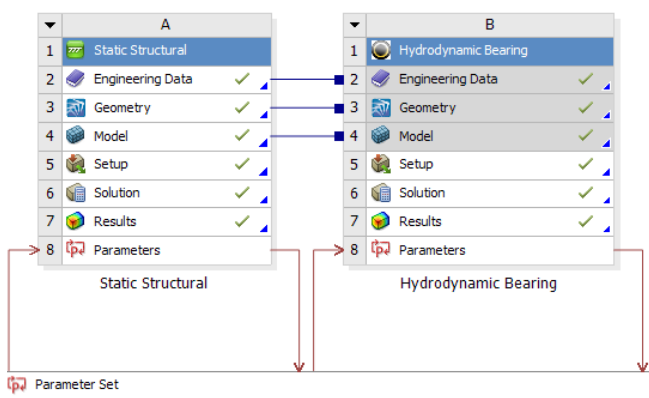 A
1 Static Structural
2 Engineering Data
3 Geometry
4 Model
5 Setup
6 Solution
7 Results
8 Parameters
Static Structural
B
1 Hydrodynamic Bearing
2 Engineering Data
3 Geometry
4 Model
5 Setup
6 Solution
7 Results
8 Parameters
Hydrodynamic Bearing
Parameter Set